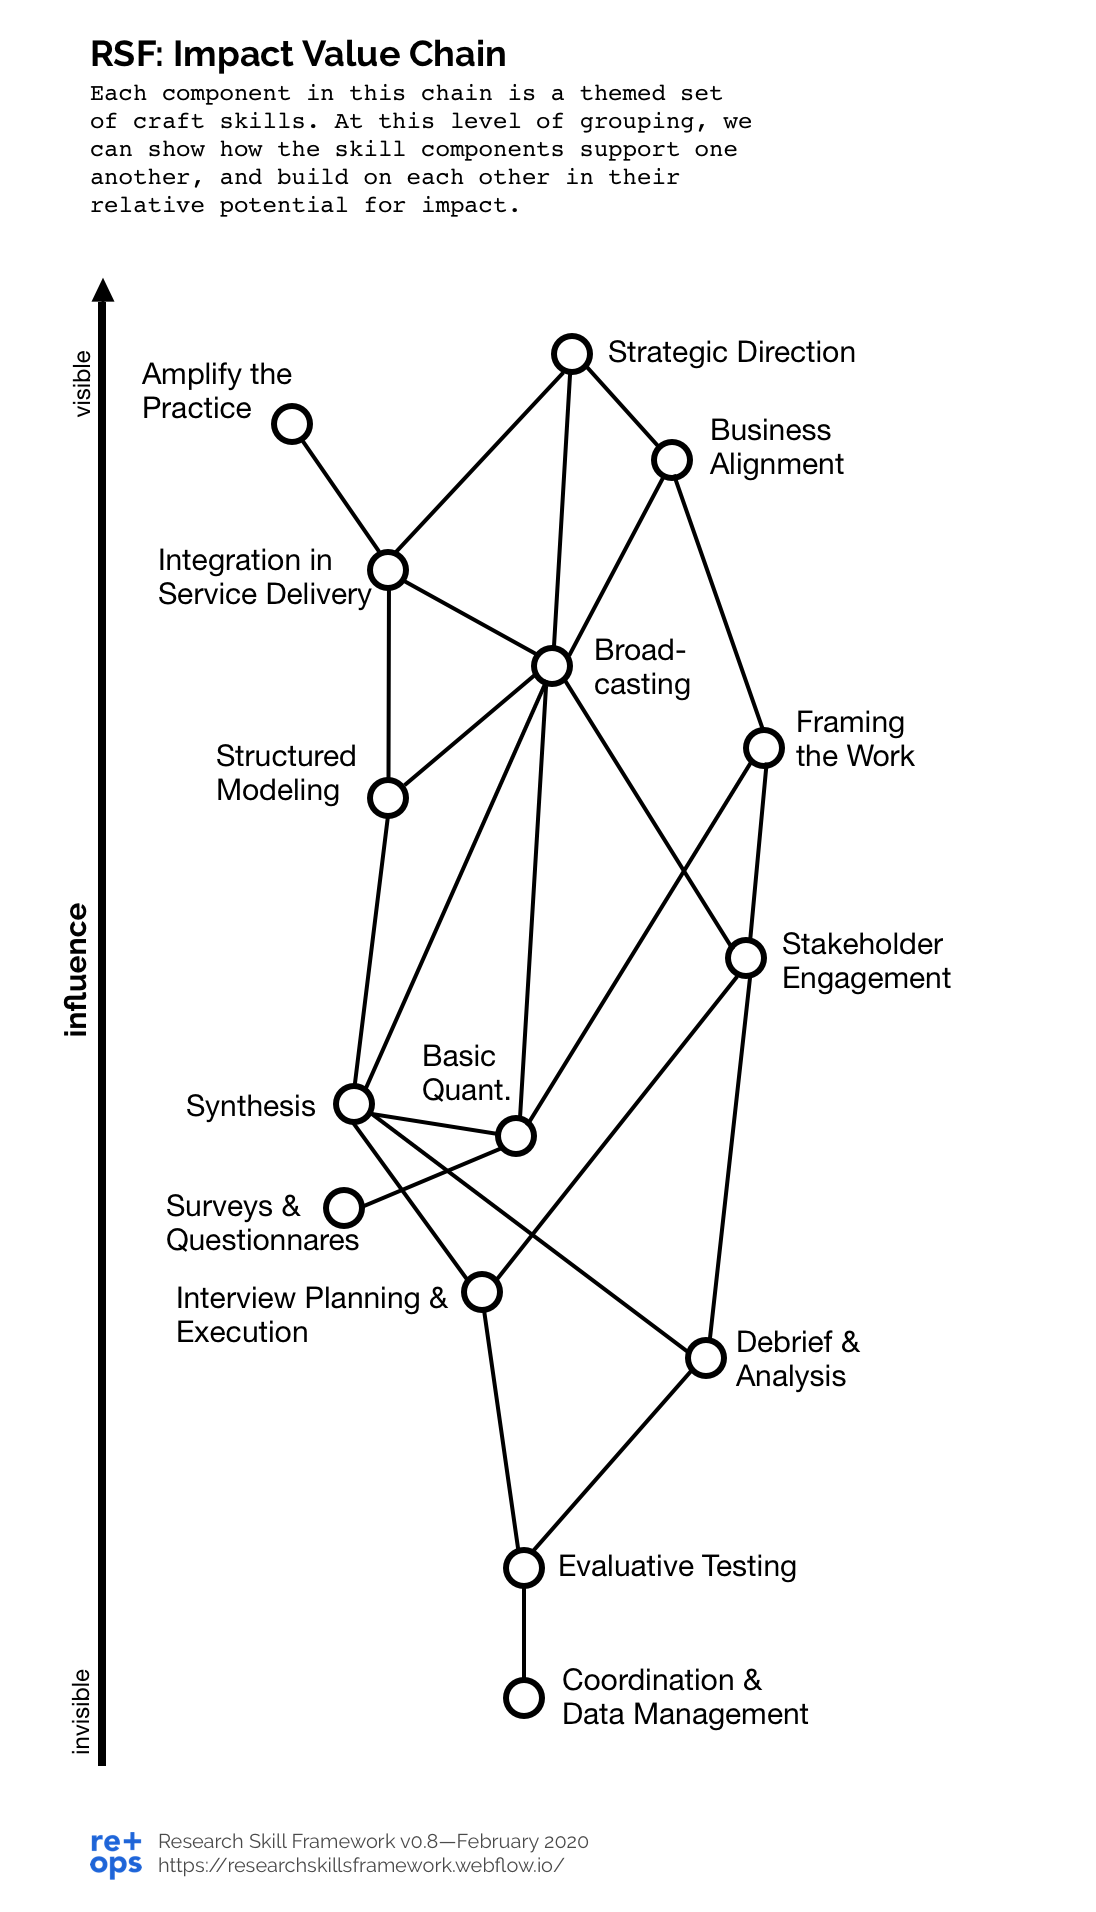 RSF: Impact Value Chain
Each component in this chain is a themed set
of craft skills. At this level of grouping, we
can show how the skill components support one
another, and build on each other in their
relative potential for impact.
visible
Strategic Direction
Amplify the
Practice
Business
Alignment
Integration in
Service Delivery
Broad-
casting
Framing
the Work
Structured
Modeling
influence
Stakeholder
Engagement
Basic
Quant.
Synthesis
Surveys &
Questionnares
Interview Planning &
Execution
Debrief &
Analysis
Evaluative Testing
invisible
Coordination &
Data Management
re+
ops
Research Skill Framework v0.8—February 2020
https://researchskillsframework.webflow.io/